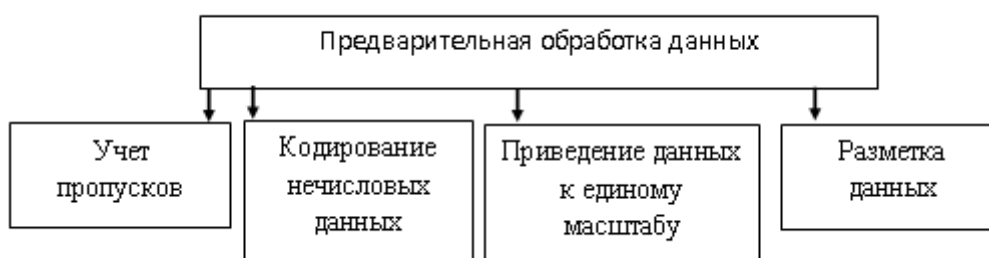 Предварительная обработка данных
Учет
пропусков
Кодирование
нечисловых
данных
Приведение данных
к единому
масштабу
Разметка
данных